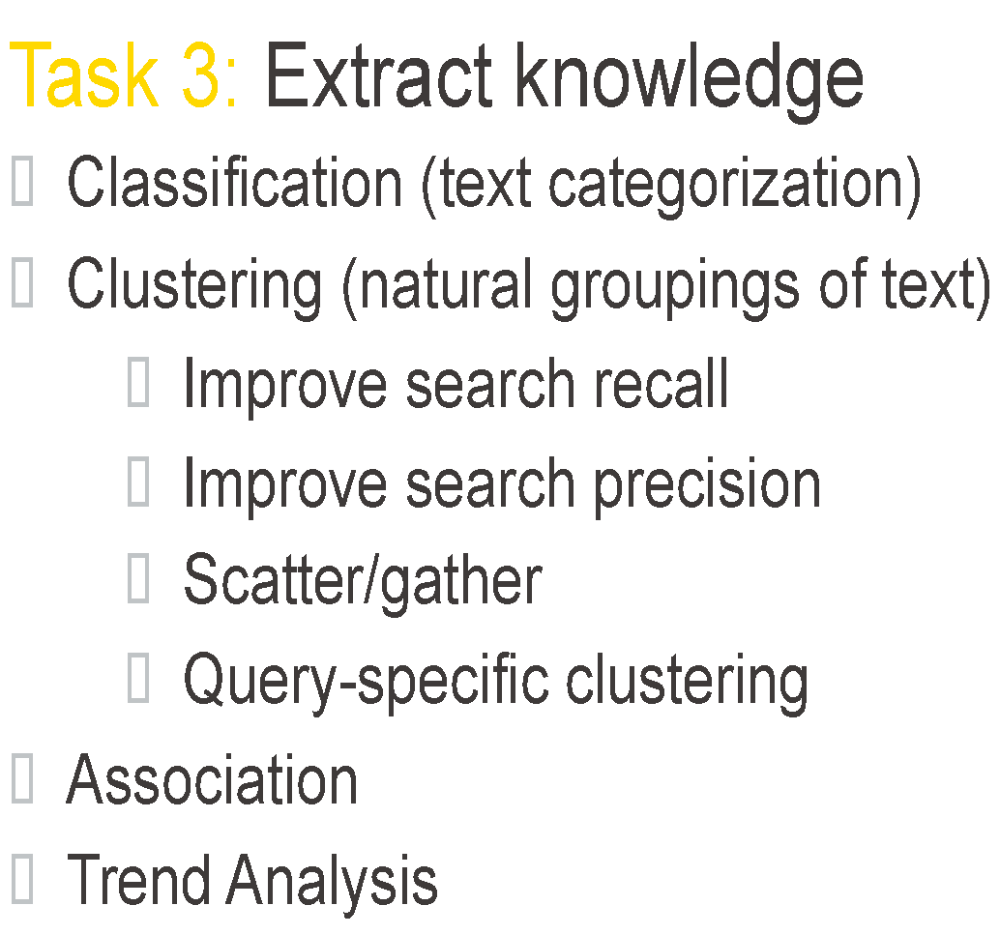 Task 3: Extract knowledge
Classification (text categorization)
Clustering (natural groupings of text)
Improve search recall
Improve search precision
Scatter/gather
Query-specific clustering
Association
Trend Analysis